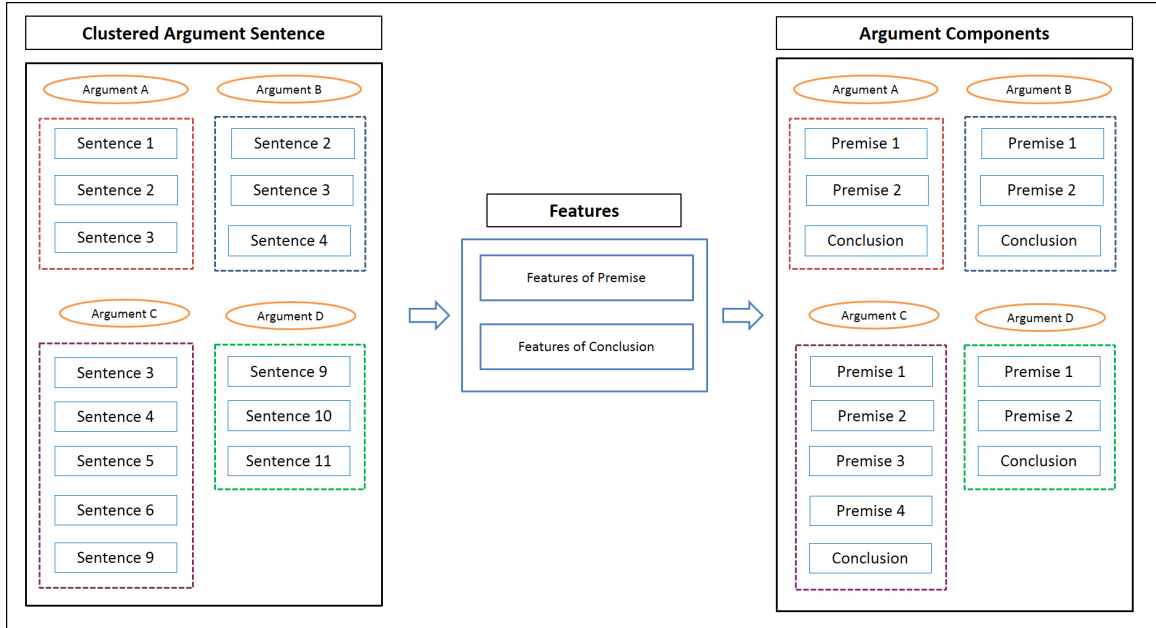 Clustered Argument Sentence
Argument A
Sentence 1
Sentence 2
Sentence 3
Argument B
Sentence 2
Sentence 3
Sentence 4
Argument C
Sentence 3
Sentence 4
Sentence 5
Sentence 6
Sentence 9
Argument D
Sentence 9
Sentence 10
Sentence 11
Features
Features of Premise
Features of Conclusion
Argument Components
Argument A
Premise 1
Premise 2
Conclusion
Argument B
Premise 1
Premise 2
Conclusion
Argument C
Premise 1
Premise 2
Premise 3
Premise 4
Conclusion
Argument D
Premise 1
Premise 2
Conclusion